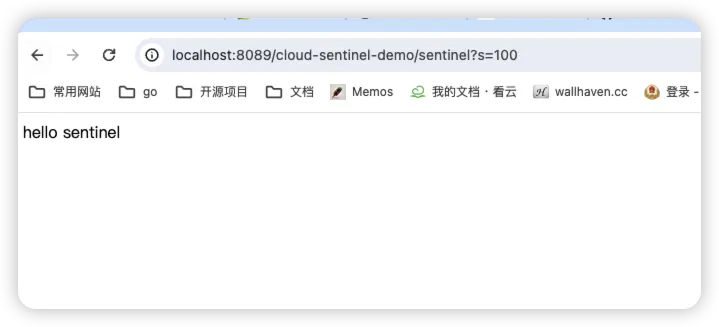 localhost:8089/cloud-sentinel-demo/sentinel?s=100
常用网站 go 开源项目 文档 Memos 我的文档 · 看云 wallhaven.cc 登录 -
hello sentinel